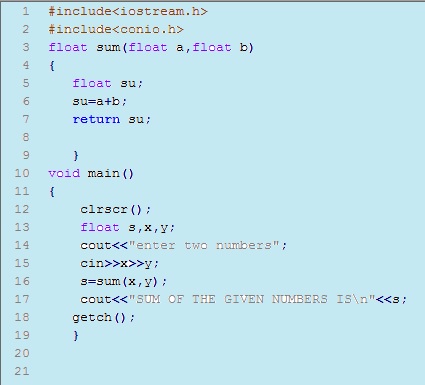 1 #include<iostream.h>
2 #include<conio.h>
3 float sum(float a,float b)
4 {
5 float su;
6 su=a+b;
7 return su;
8
9 }
10 void main()
11 {
12 clrscr();
13 float s,x,y;
14 cout<<"enter two numbers";
15 cin>>x>>y;
16 s=sum(x,y);
17 cout<<"SUM OF THE GIVEN NUMBERS IS\n"<<s;
18 getch();
19 }
20
21